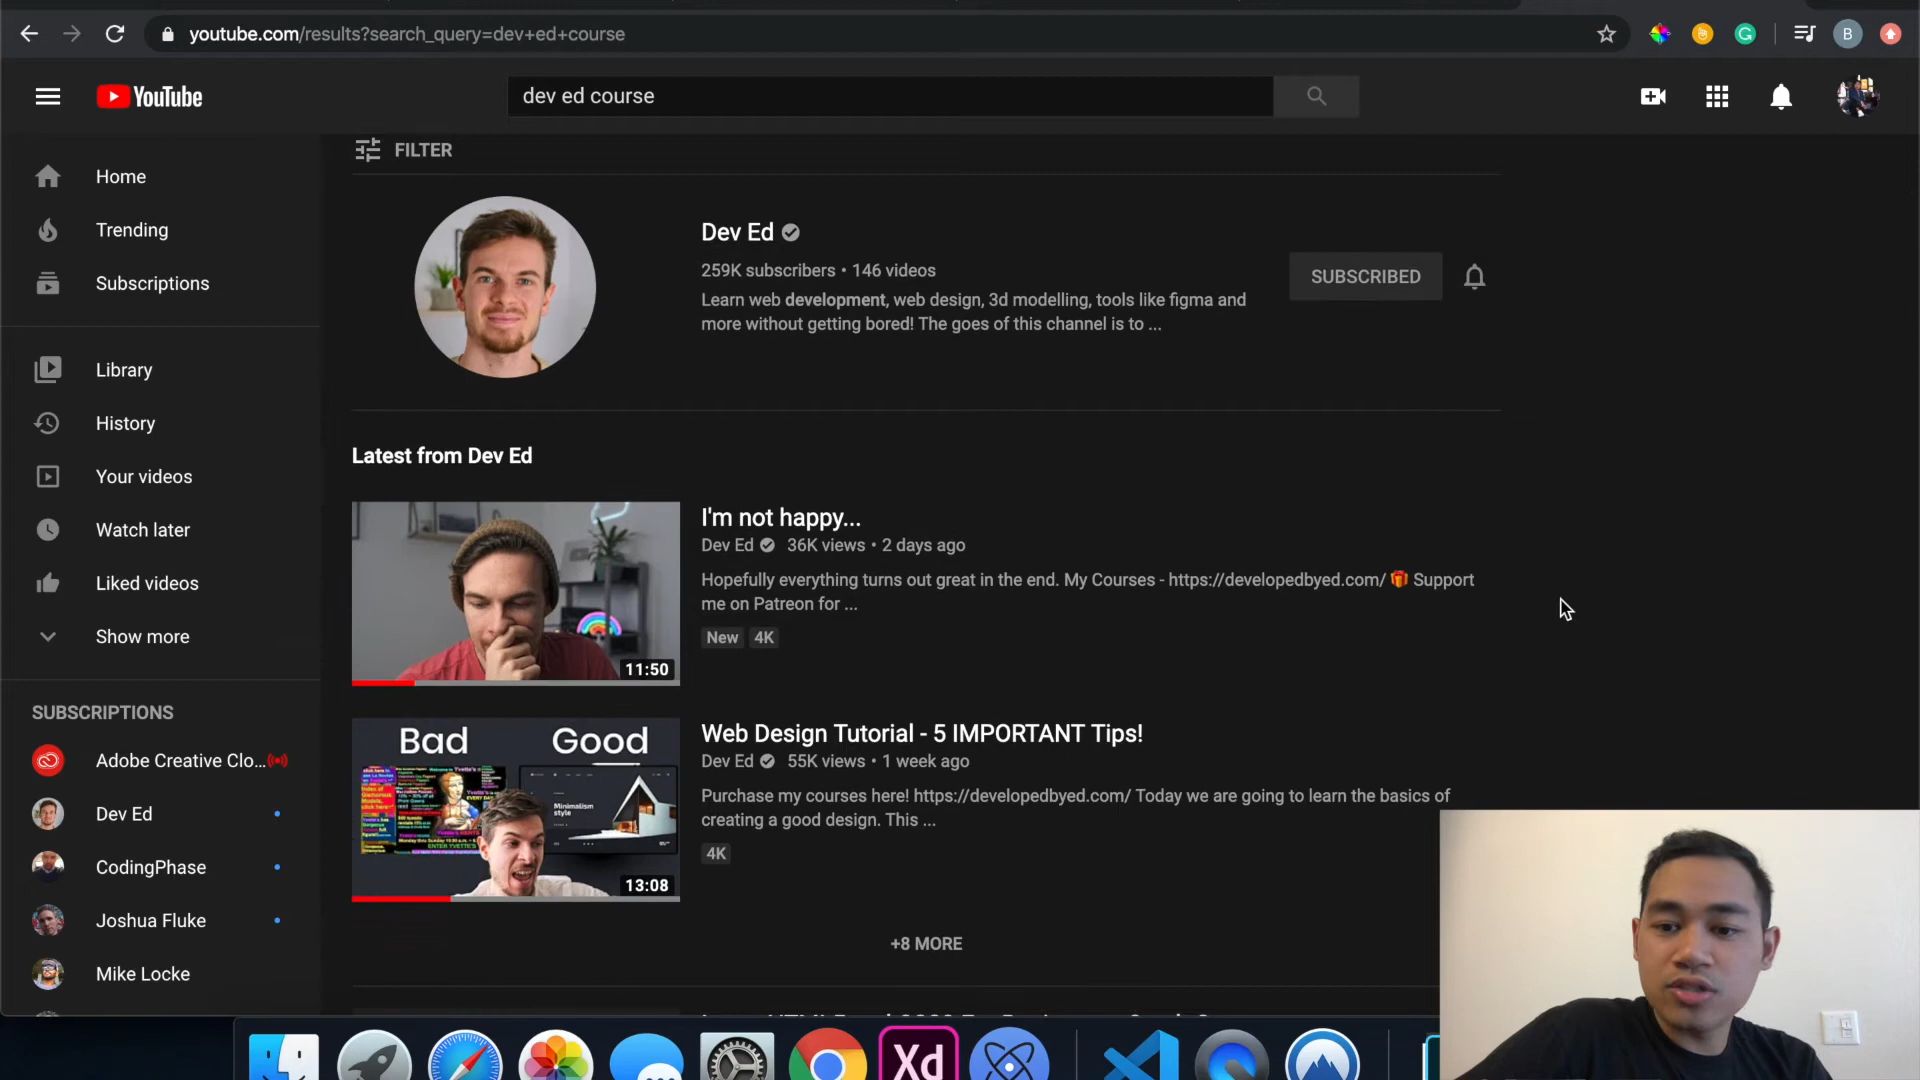 youtube.com/results?search_query=dev+ed+course
B
YouTube
dev ed course
FILTER
Home
Trending
Subscriptions
Library
History
Your videos
Watch later
Liked videos
Show more
SUBSCRIPTIONS
Adobe Creative Clo...
Dev Ed
CodingPhase
Joshua Fluke
Mike Locke
Dev Ed
259K subscribers • 146 videos
Learn web development, web design, 3d modelling, tools like figma and
more without getting bored! The goes of this channel is to ...
SUBSCRIBED
Latest from Dev Ed
11:50
I'm not happy...
Dev Ed 36K views • 2 days ago
Hopefully everything turns out great in the end. My Courses - https://developedbyed.com/ 🎁 Support
me on Patreon for ...
New 4K
Bad Good
Minimalism
style
13:08
Web Design Tutorial - 5 IMPORTANT Tips!
Dev Ed 55K views • 1 week ago
Purchase my courses here! https://developedbyed.com/ Today we are going to learn the basics of
creating a good design. This ...
4K
+8 MORE
Xd